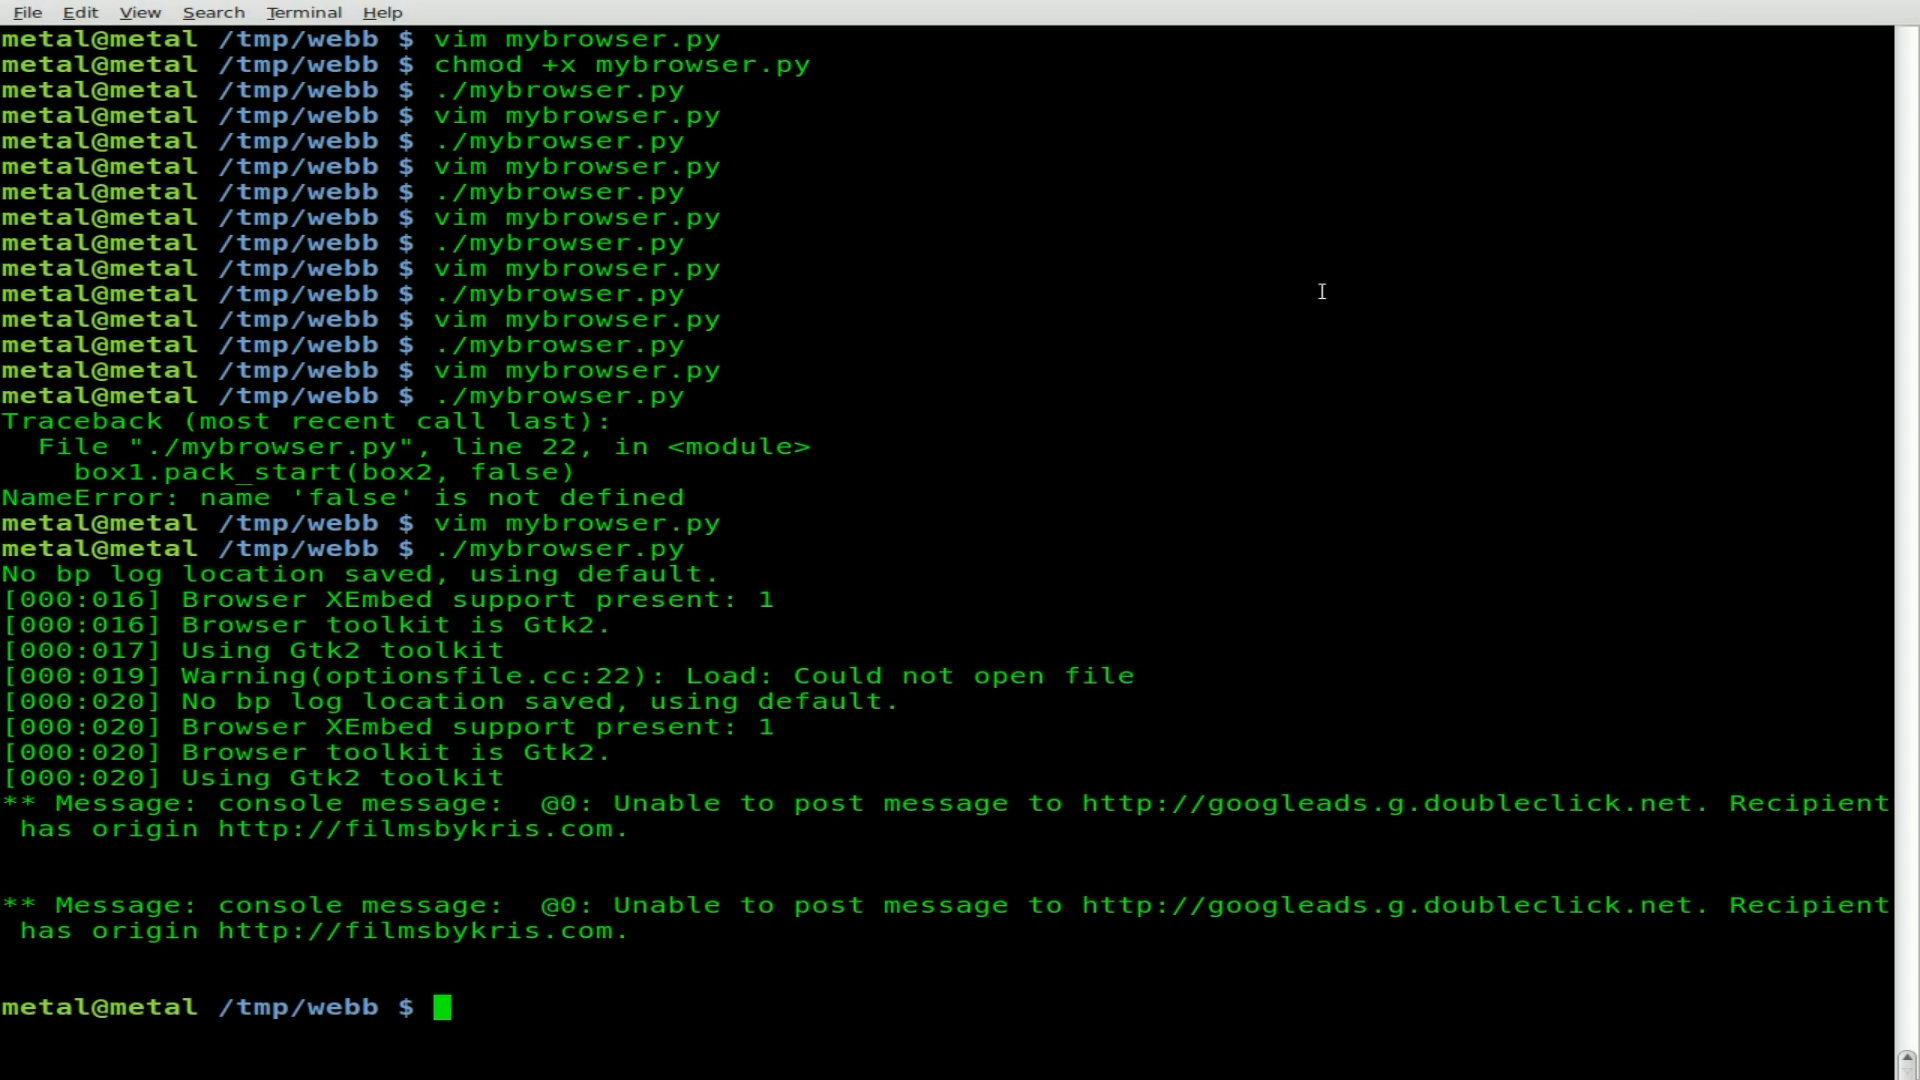 File Edit View Search Terminal Help
metal@metal /tmp/webb $ vim mybrowser.py
metal@metal /tmp/webb $ chmod +x mybrowser.py
metal@metal /tmp/webb $ ./mybrowser.py
metal@metal /tmp/webb $ vim mybrowser.py
metal@metal /tmp/webb $ ./mybrowser.py
metal@metal /tmp/webb $ vim mybrowser.py
metal@metal /tmp/webb $ ./mybrowser.py
metal@metal /tmp/webb $ vim mybrowser.py
metal@metal /tmp/webb $ ./mybrowser.py
metal@metal /tmp/webb $ vim mybrowser.py
metal@metal /tmp/webb $ ./mybrowser.py
metal@metal /tmp/webb $ vim mybrowser.py
metal@metal /tmp/webb $ ./mybrowser.py
metal@metal /tmp/webb $ vim mybrowser.py
metal@metal /tmp/webb $ ./mybrowser.py
Traceback (most recent call last):
  File "./mybrowser.py", line 22, in <module>
    box1.pack_start(box2, false)
NameError: name 'false' is not defined
metal@metal /tmp/webb $ vim mybrowser.py
metal@metal /tmp/webb $ ./mybrowser.py
No bp log location saved, using default.
[000:016] Browser XEmbed support present: 1
[000:016] Browser toolkit is Gtk2.
[000:017] Using Gtk2 toolkit
[000:019] Warning(optionsfile.cc:22): Load: Could not open file
[000:020] No bp log location saved, using default.
[000:020] Browser XEmbed support present: 1
[000:020] Browser toolkit is Gtk2.
[000:020] Using Gtk2 toolkit
** Message: console message:  @0: Unable to post message to http://googleads.g.doubleclick.net. Recipient
 has origin http://filmsbykris.com.
** Message: console message:  @0: Unable to post message to http://googleads.g.doubleclick.net. Recipient
 has origin http://filmsbykris.com.
metal@metal /tmp/webb $